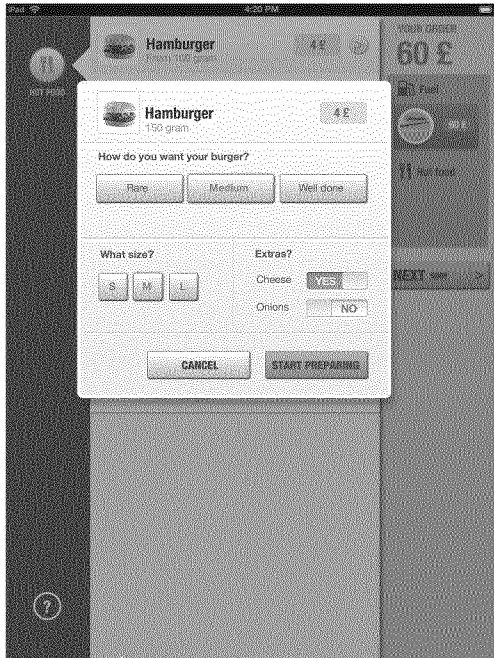 iPad
4:20 PM
HOT FOOD
Hamburger
From 100 gram
4 £
YOUR ORDER
60 £
Fuel
60 £
Hot food
NEXT
>
Hamburger
150 gram
4 £
How do you want your burger?
Rare
Medium
Well done
What size?
S
M
L
Extras?
Cheese
YES
Onions
NO
CANCEL
START PREPARING
?